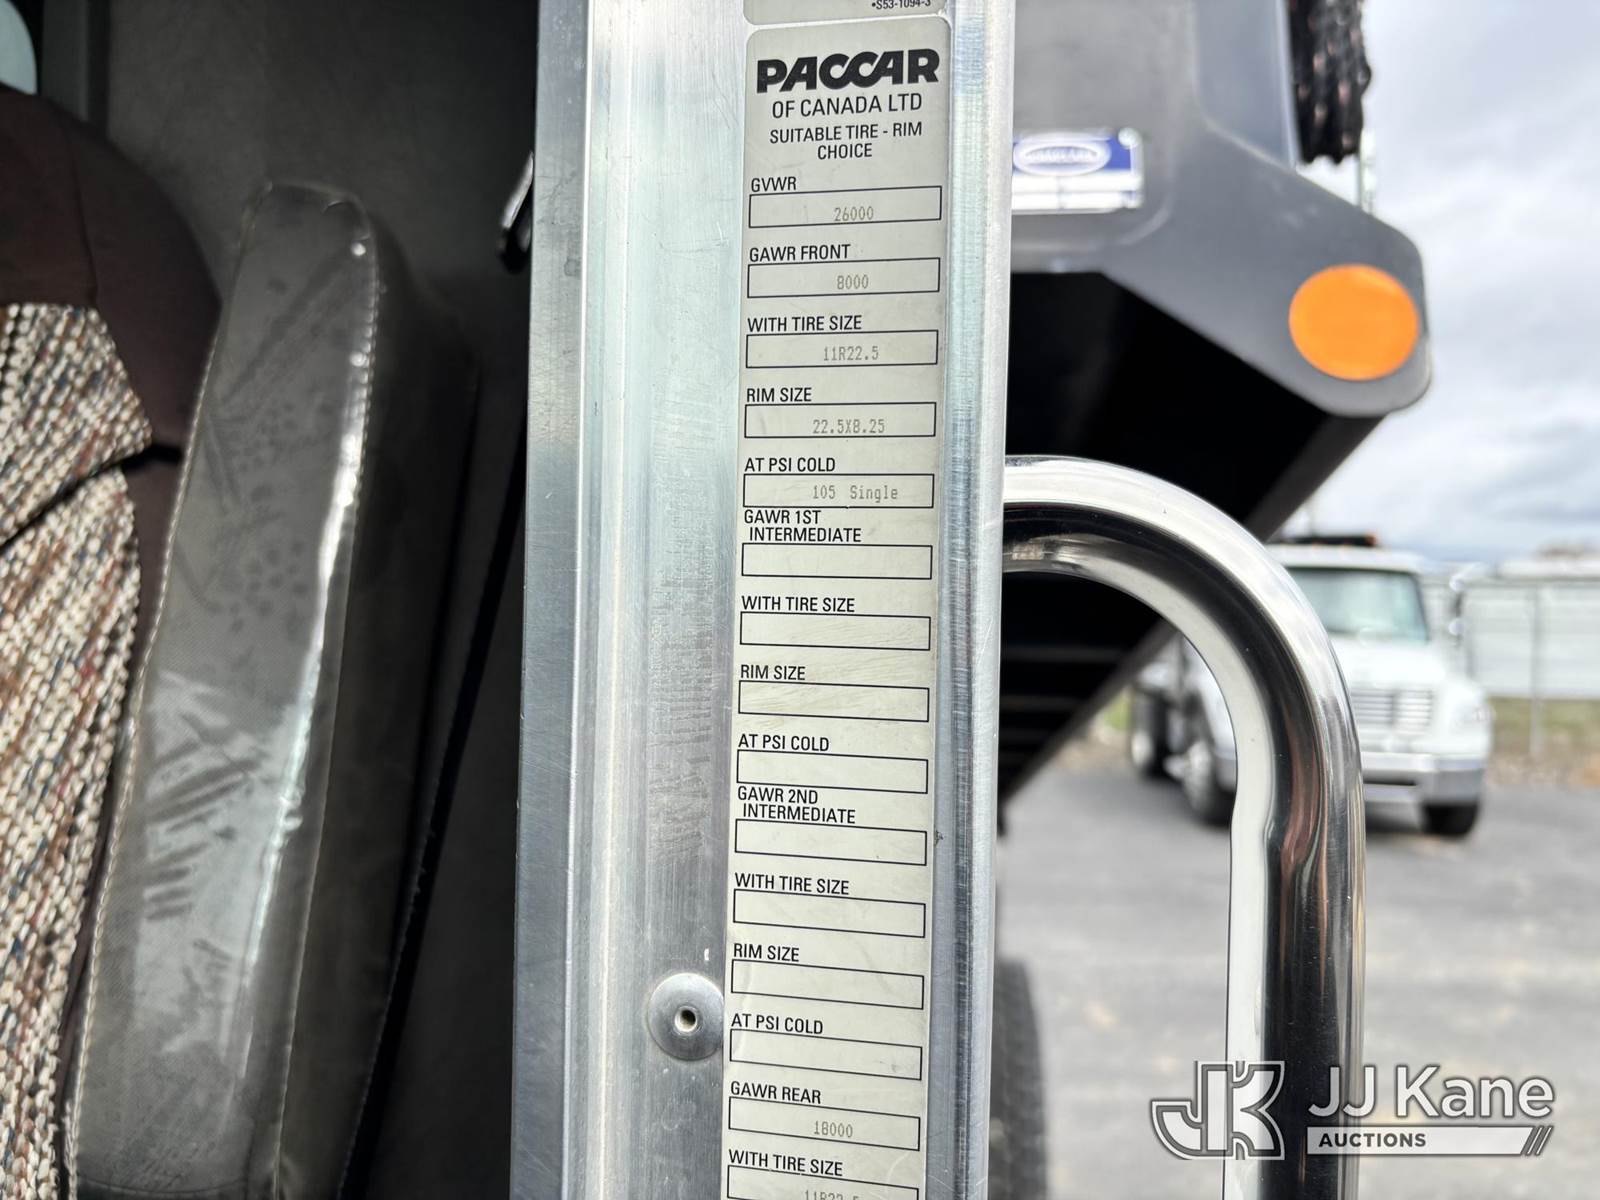 •S53-1094-3
PACCAR
OF CANADA LTD
SUITABLE TIRE - RIM
CHOICE
GVWR
26000
GAWR FRONT
8000
WITH TIRE SIZE
11R22.5
RIM SIZE
22.5X8.25
AT PSI COLD
105 Single
GAWR 1ST
INTERMEDIATE
WITH TIRE SIZE
RIM SIZE
AT PSI COLD
GAWR 2ND
INTERMEDIATE
WITH TIRE SIZE
RIM SIZE
AT PSI COLD
GAWR REAR
18000
WITH TIRE SIZE
11R22.5
JK JJ Kane
AUCTIONS